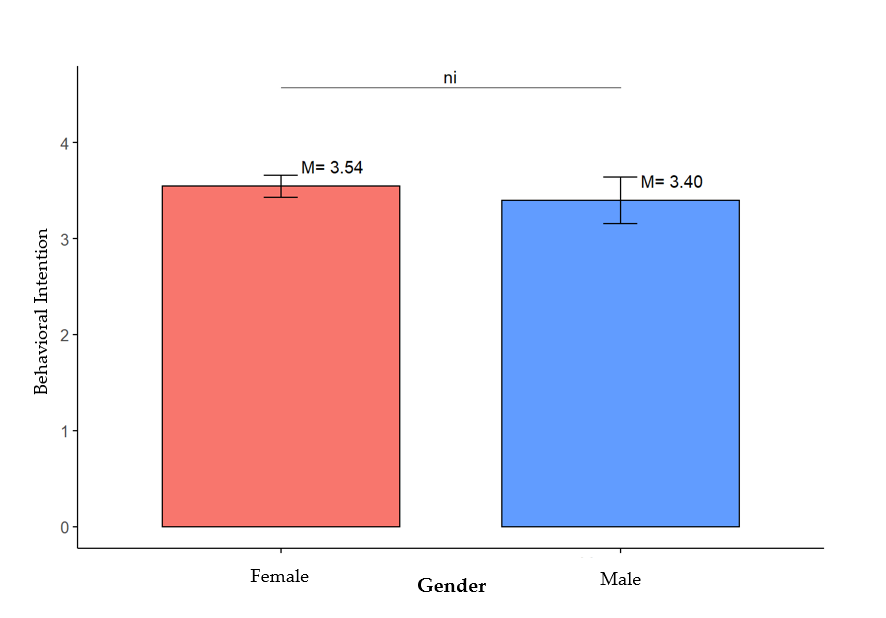 ni
M= 3.54
M= 3.40
4
3
2
1
0
Behavioral Intention
Female
Male
Gender